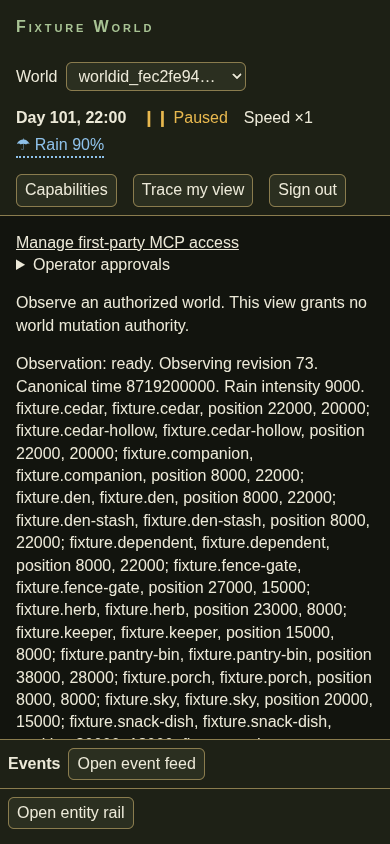 Fixture World
World worldid_fec2fe94…
Day 101, 22:00 ❙❙ Paused Speed ×1
☂ Rain 90%
Capabilities Trace my view Sign out
Manage first-party MCP access
▶ Operator approvals
Observe an authorized world. This view grants no
world mutation authority.
Observation: ready. Observing revision 73.
Canonical time 8719200000. Rain intensity 9000.
fixture.cedar, fixture.cedar, position 22000, 20000;
fixture.cedar-hollow, fixture.cedar-hollow, position
22000, 20000; fixture.companion,
fixture.companion, position 8000, 22000;
fixture.den, fixture.den, position 8000, 22000;
fixture.den-stash, fixture.den-stash, position 8000,
22000; fixture.dependent, fixture.dependent,
position 8000, 22000; fixture.fence-gate,
fixture.fence-gate, position 27000, 15000;
fixture.herb, fixture.herb, position 23000, 8000;
fixture.keeper, fixture.keeper, position 15000,
8000; fixture.pantry-bin, fixture.pantry-bin, position
38000, 28000; fixture.porch, fixture.porch, position
8000, 8000; fixture.sky, fixture.sky, position 20000,
15000; fixture.snack-dish, fixture.snack-dish,
Events Open event feed
Open entity rail